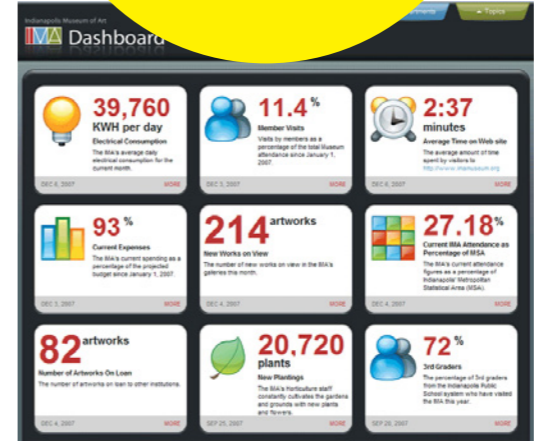 Indianapolis Museum of Art
IMA Dashboard
Topics
39,760
KWH per day
Electrical Consumption
The IMA's average daily
electrical consumption for the
current month.
DEC 6, 2007 MORE
11.4 %
Member Visits
Visits by members as a
percentage of the total Museum
attendance since January 1,
2007.
DEC 3, 2007 MORE
2:37
minutes
Average Time on Web site
The average amount of time
spent by visitors to
http://www.imamuseum.org
DEC 6, 2007 MORE
93 %
Current Expenses
The IMA's current spending as a
percentage of the projected
budget since January 1, 2007.
DEC 3, 2007 MORE
214 artworks
New Works on View
The number of new works on view in the IMA's
galleries this month.
DEC 4, 2007 MORE
27.18%
Current IMA Attendance as
Percentage of MSA
The IMA's current attendance
figures as a percentage of
Indianapolis' Metropolitan
Statistical Area (MSA).
DEC 4, 2007 MORE
82 artworks
Number of Artworks On Loan
The number of artworks on loan to other institutions.
DEC 4, 2007 MORE
20,720
plants
New Plantings
The IMA's horticulture staff
constantly cultivates the gardens
and grounds with new plants
and flowers.
SEP 25, 2007 MORE
72 %
3rd Graders
The percentage of 3rd graders
from the Indianapolis Public
School system who have visited
the IMA this year.
SEP 20, 2007 MORE